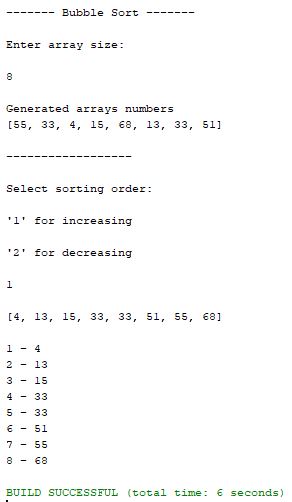 ------- Bubble Sort -------
Enter array size:
8
Generated arrays numbers
[55, 33, 4, 15, 68, 13, 33, 51]
------------------
Select sorting order:
'1' for increasing
'2' for decreasing
1
[4, 13, 15, 33, 33, 51, 55, 68]
1 - 4
2 - 13
3 - 15
4 - 33
5 - 33
6 - 51
7 - 55
8 - 68
BUILD SUCCESSFUL (total time: 6 seconds)